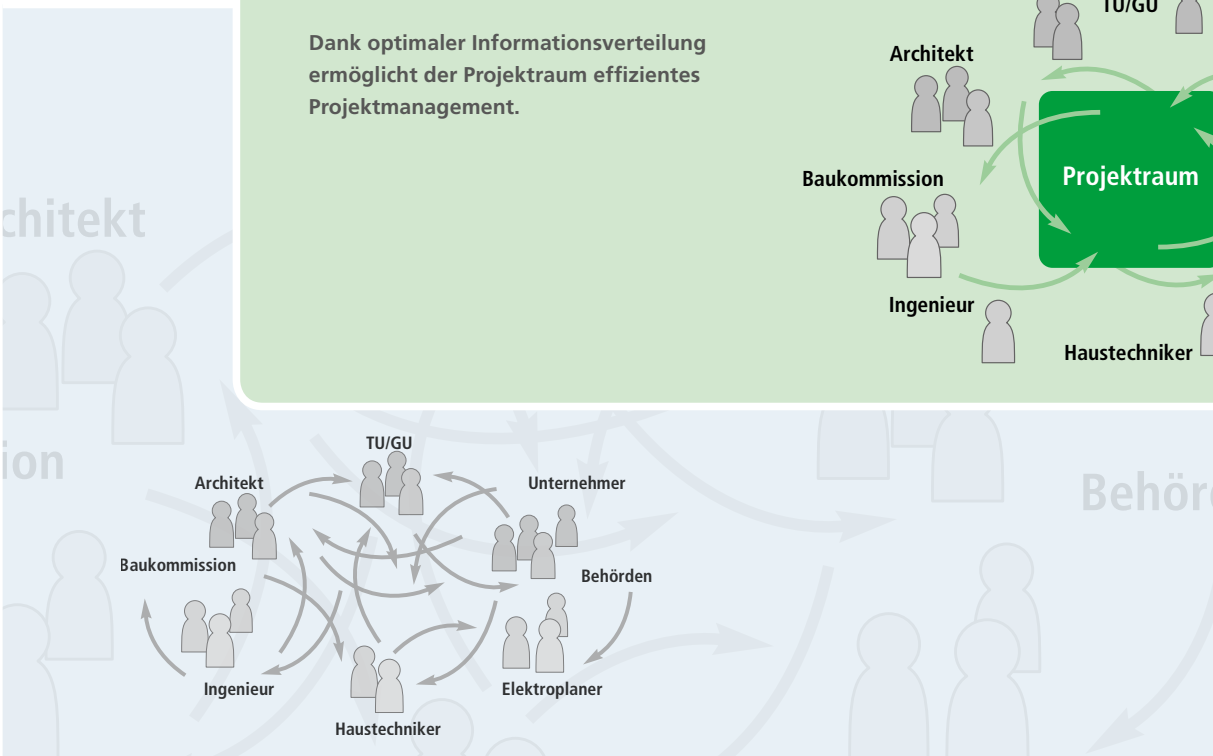 Dank optimaler Informationsverteilung
ermöglicht der Projektraum effizientes
Projektmanagement.
TU/GU
Architekt
Baukommission
Projektraum
Ingenieur
Haustechniker
chitekt
ion
Behör
TU/GU
Architekt
Unternehmer
Baukommission
Behörden
Ingenieur
Elektroplaner
Haustechniker